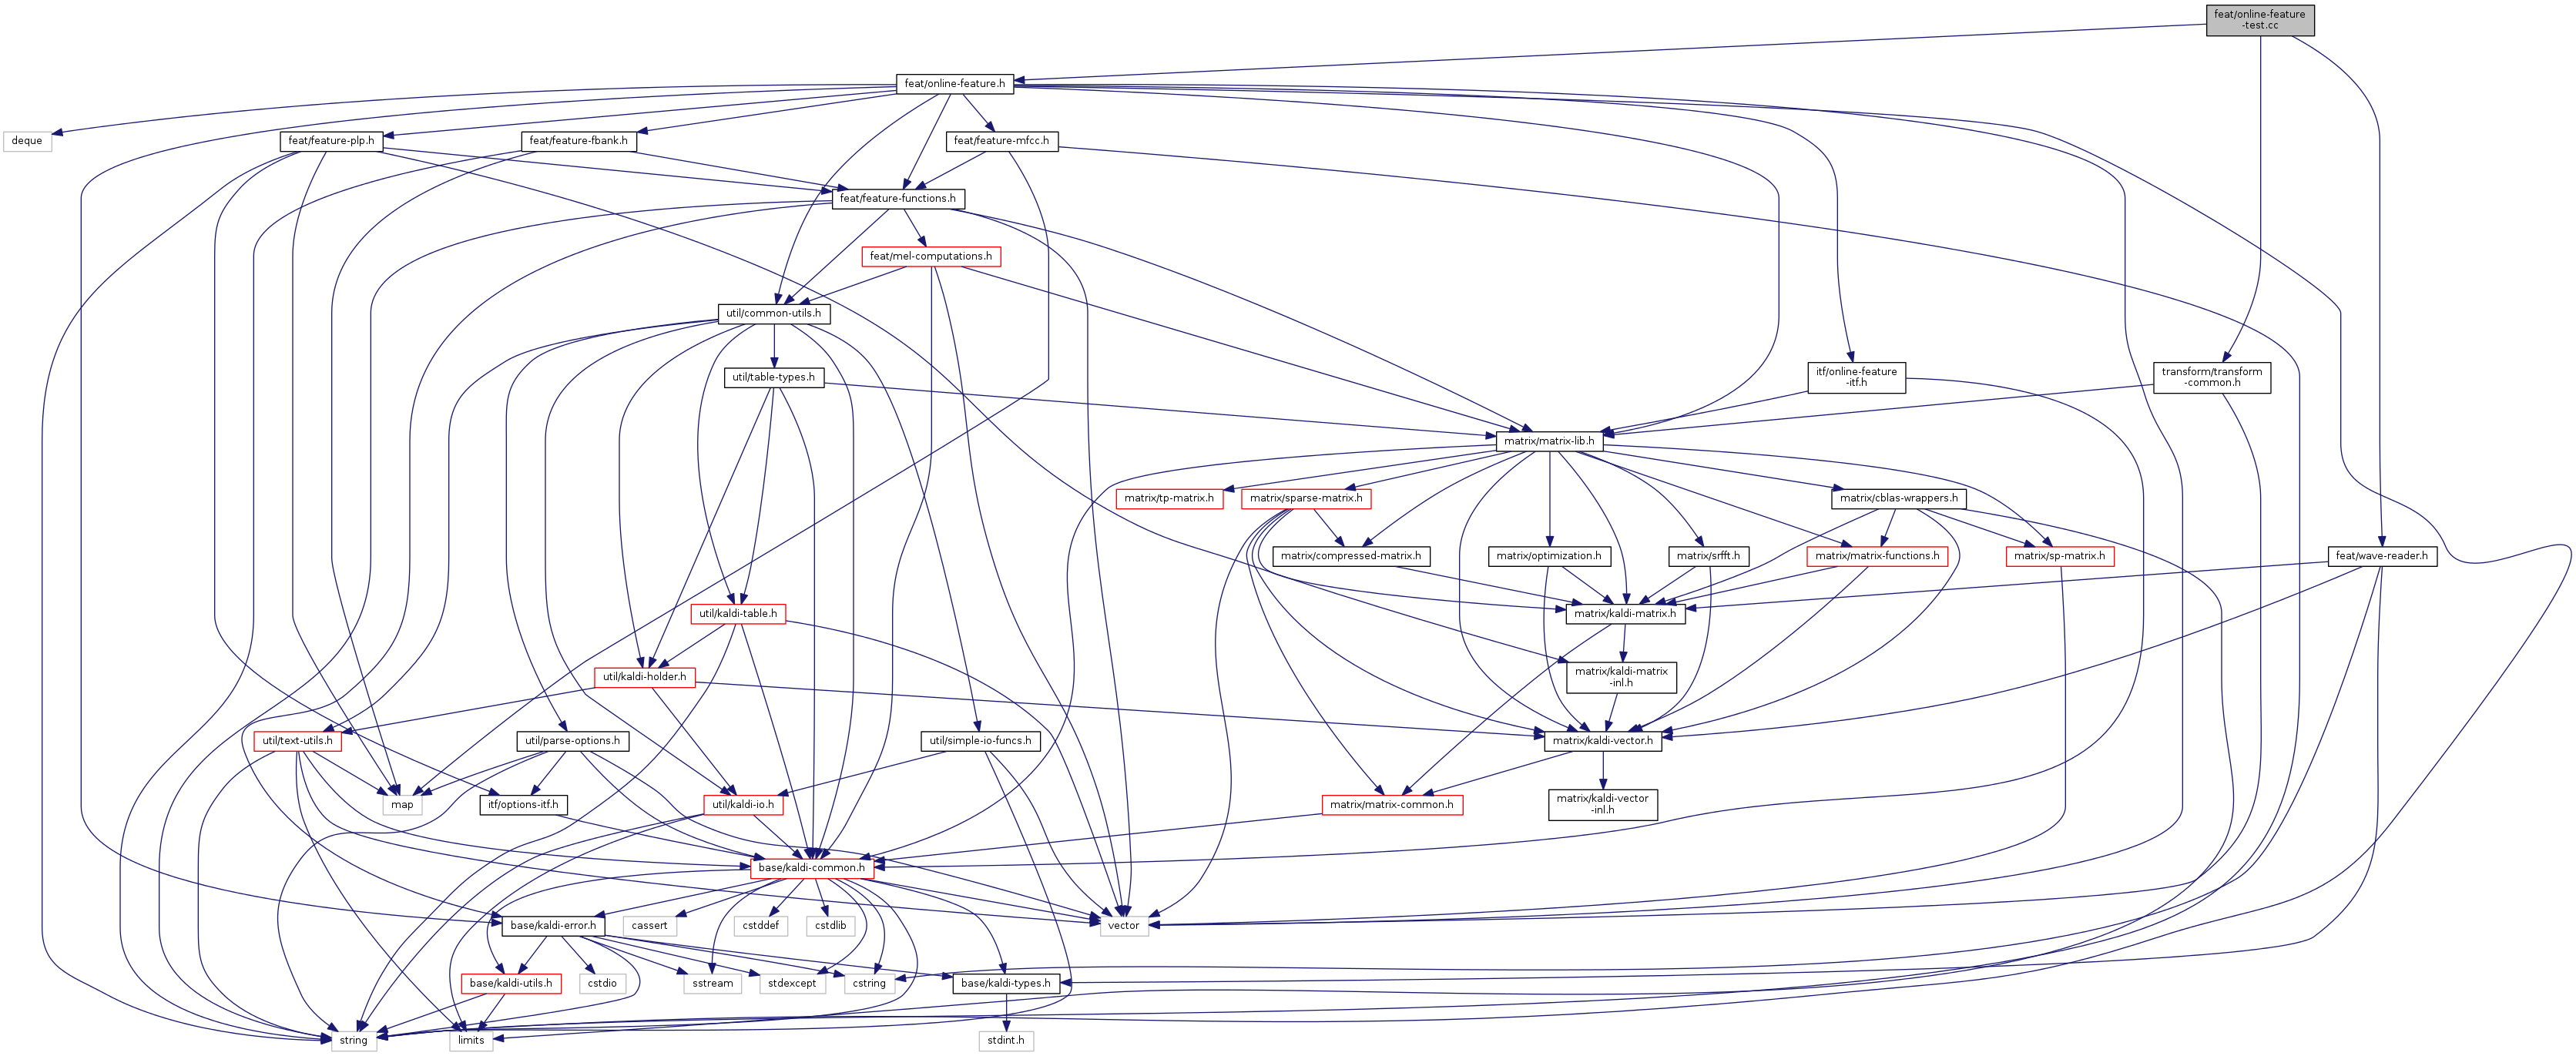 feat/online-feature
-test.cc
feat/online-feature.h
deque
feat/feature-plp.h
feat/feature-fbank.h
feat/feature-mfcc.h
feat/feature-functions.h
feat/mel-computations.h
util/common-utils.h
util/table-types.h
itf/online-feature
-itf.h
transform/transform
-common.h
matrix/matrix-lib.h
matrix/tp-matrix.h
matrix/sparse-matrix.h
matrix/cblas-wrappers.h
matrix/compressed-matrix.h
matrix/optimization.h
matrix/srfft.h
matrix/matrix-functions.h
matrix/sp-matrix.h
feat/wave-reader.h
util/kaldi-table.h
matrix/kaldi-matrix.h
util/kaldi-holder.h
matrix/kaldi-matrix
-inl.h
util/text-utils.h
util/parse-options.h
util/simple-io-funcs.h
matrix/kaldi-vector.h
map
itf/options-itf.h
util/kaldi-io.h
matrix/matrix-common.h
matrix/kaldi-vector
-inl.h
base/kaldi-common.h
base/kaldi-error.h
cassert
cstddef
cstdlib
vector
base/kaldi-utils.h
cstdio
sstream
stdexcept
cstring
base/kaldi-types.h
string
limits
stdint.h